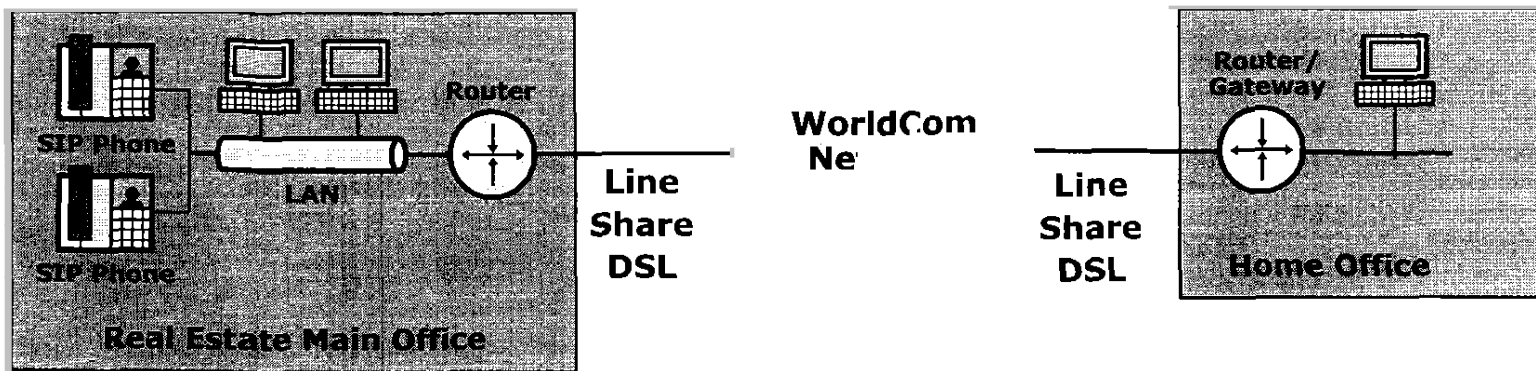 SIP Phone
SIP Phone
LAN
Router
Real Estate Main Office
Line
Share
DSL
WorldCom
Ne
Line
Share
DSL
Router/
Gateway
Home Office